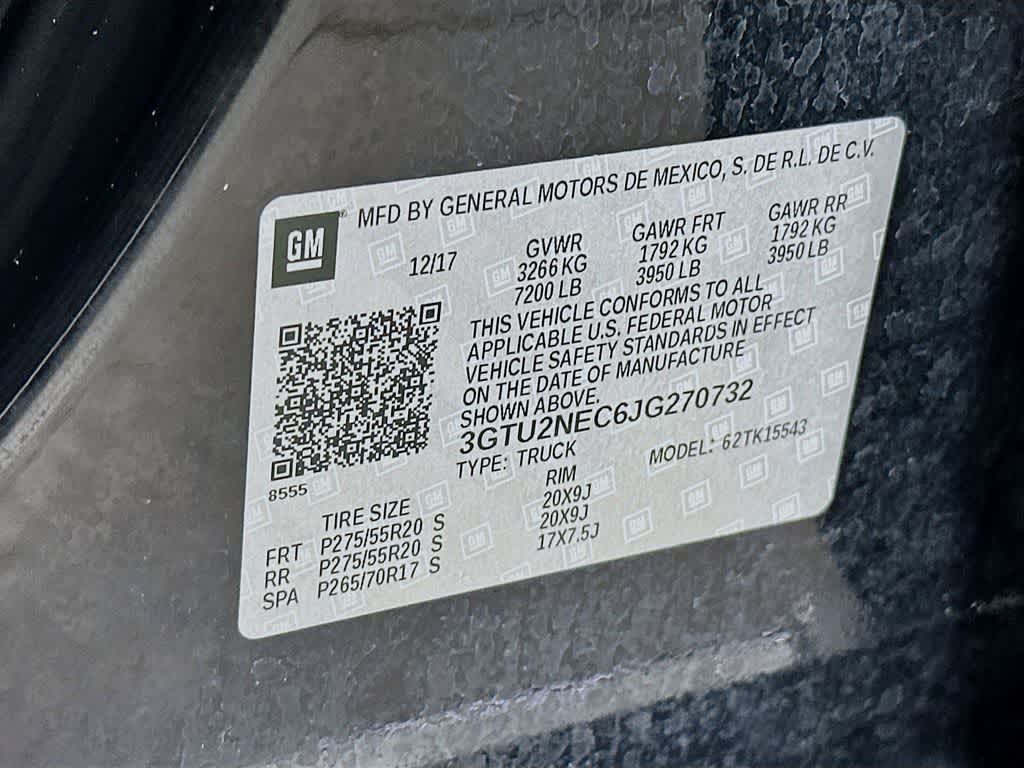 MFD BY GENERAL MOTORS DE MEXICO, S. DE R.L. DE C.V.
GM ®
12/17
GVWR
3266 KG
7200 LB
GAWR FRT
1792 KG
3950 LB
GAWR RR
1792 KG
3950 LB
THIS VEHICLE CONFORMS TO ALL
APPLICABLE U.S. FEDERAL MOTOR
VEHICLE SAFETY STANDARDS IN EFFECT
ON THE DATE OF MANUFACTURE
SHOWN ABOVE.
3GTU2NEC6JG270732
TYPE: TRUCK
MODEL: 62TK15543
8555
TIRE SIZE RIM
FRT P275/55R20 S 20X9J
RR P275/55R20 S 20X9J
SPA P265/70R17 S 17X7.5J